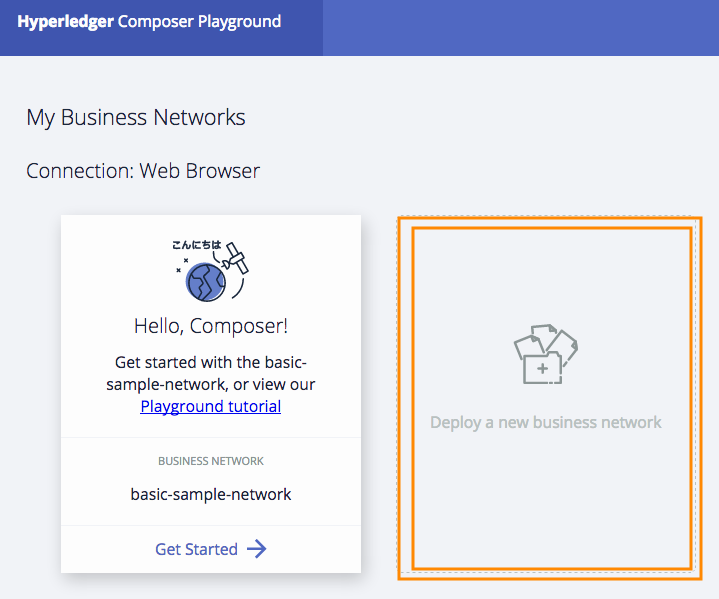 Hyperledger Composer Playground
My Business Networks
Connection: Web Browser
こんにちは
Hello, Composer!
Get started with the basic-
sample-network, or view our
Playground tutorial
BUSINESS NETWORK
basic-sample-network
Get Started
Deploy a new business network